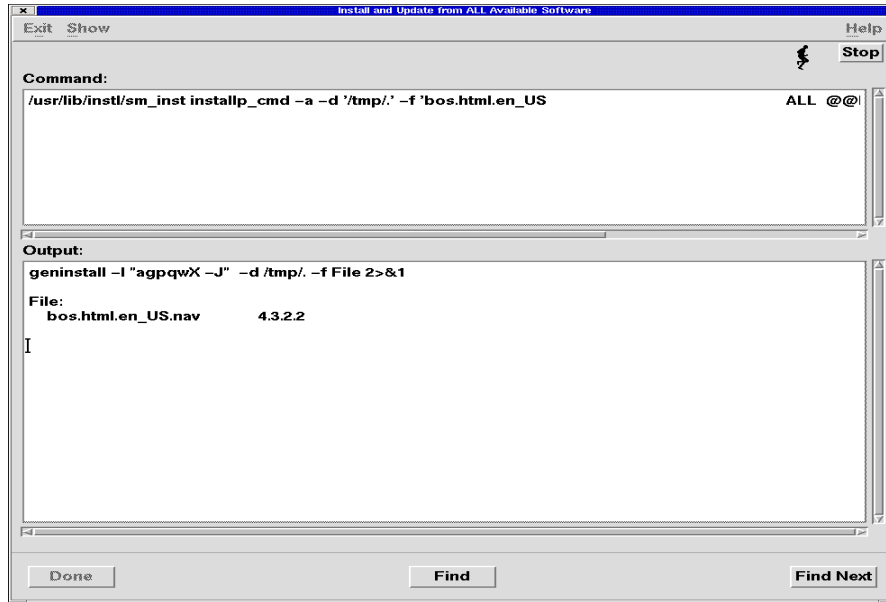 Install and Update from ALL Available Software
Exit Show Help
Stop
Command:
/usr/lib/instl/sm_inst installp_cmd –a –d '/tmp/.' –f 'bos.html.en_US ALL @@
Output:
geninstall –I "agpqwX –J" –d /tmp/. –f File 2>&1
File:
bos.html.en_US.nav 4.3.2.2
Done Find Find Next